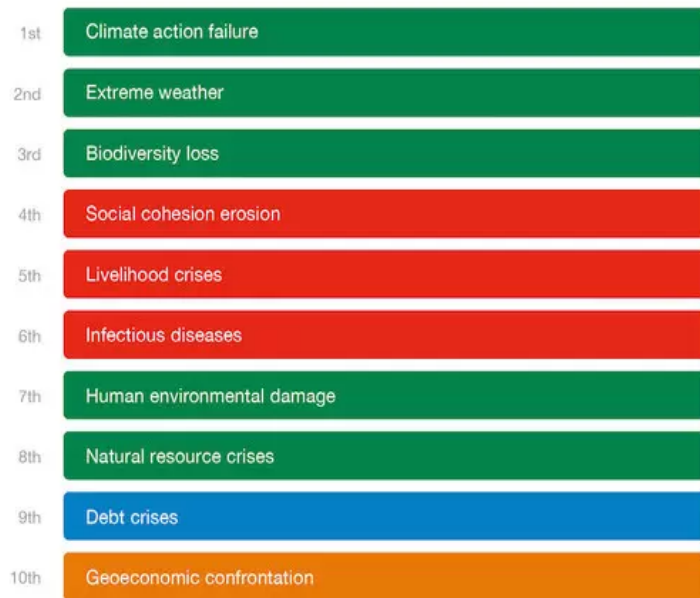 1st Climate action failure
2nd Extreme weather
3rd Biodiversity loss
4th Social cohesion erosion
5th Livelihood crises
6th Infectious diseases
7th Human environmental damage
8th Natural resource crises
9th Debt crises
10th Geoeconomic confrontation